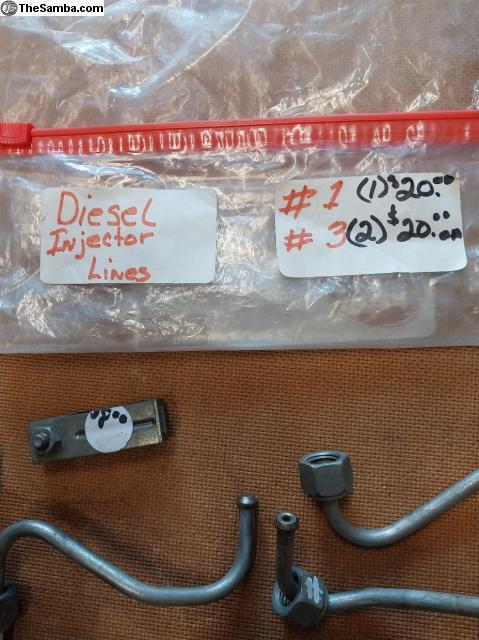 TheSamba.com
Diesel
Injector
Lines
# 1 (1) $20.00
# 3 (2) $20.00 ea